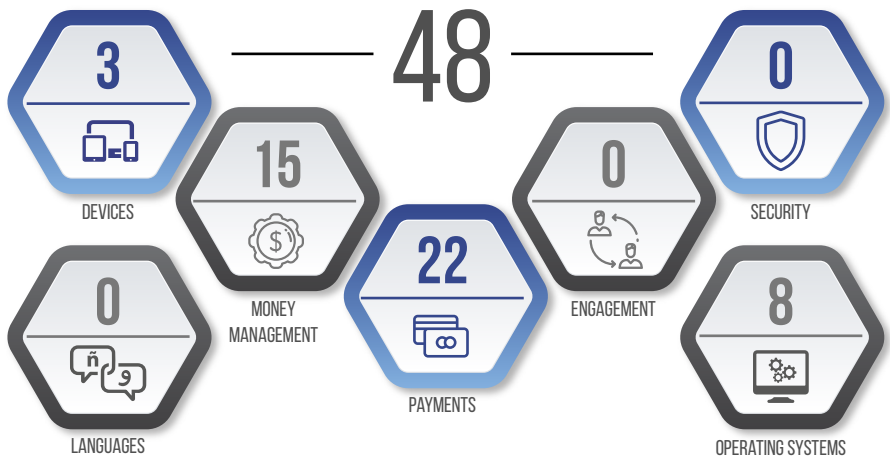 48
3
DEVICES
15
MONEY
MANAGEMENT
22
PAYMENTS
0
ENGAGEMENT
0
SECURITY
0
ñ
و
LANGUAGES
8
OPERATING SYSTEMS